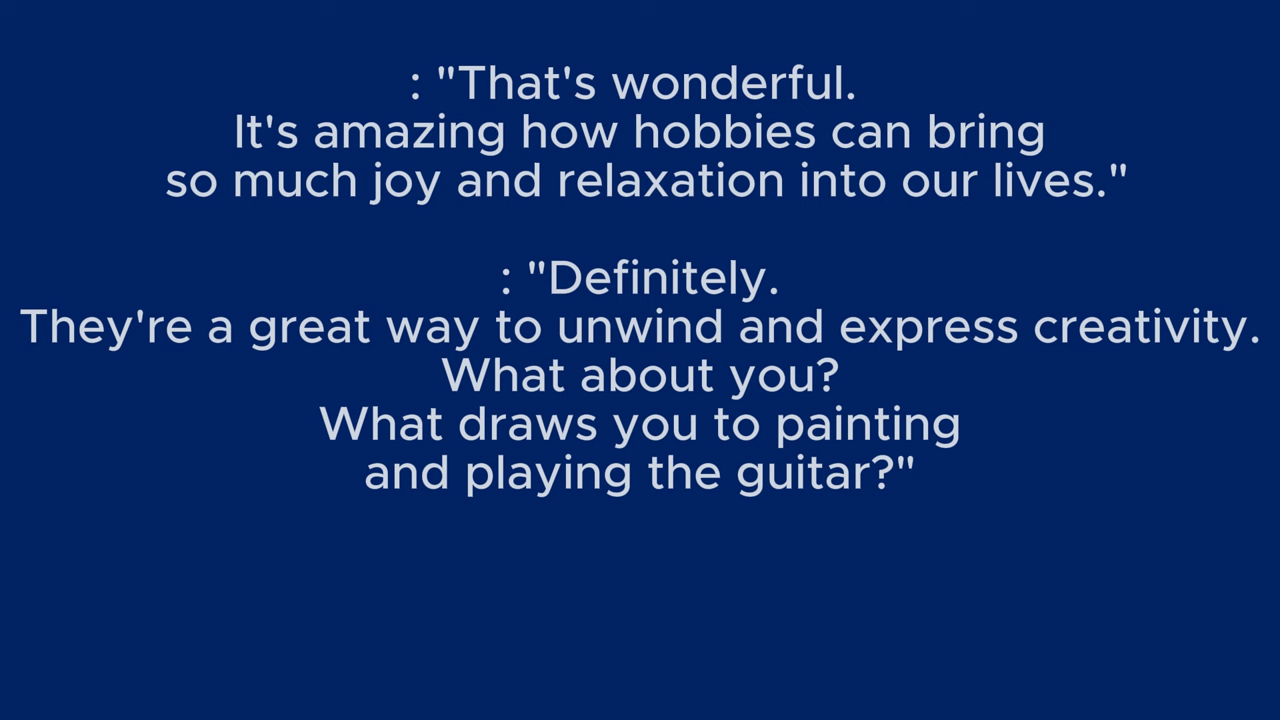 : "That's wonderful.
It's amazing how hobbies can bring
so much joy and relaxation into our lives."
: "Definitely.
They're a great way to unwind and express creativity.
What about you?
What draws you to painting
and playing the guitar?"